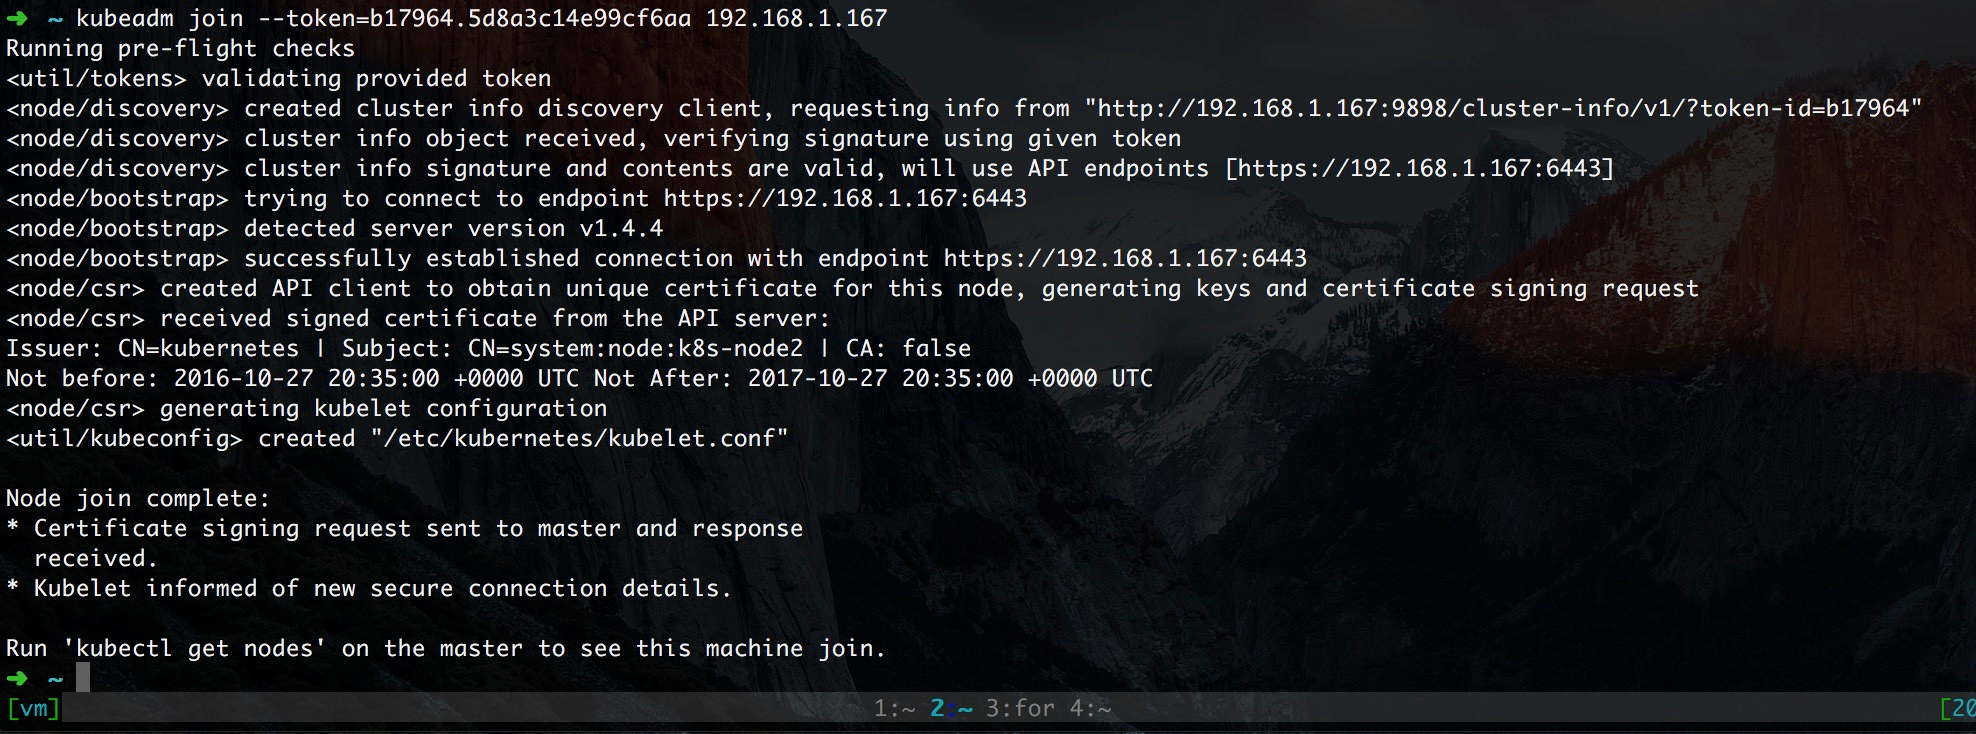 ➜ ~ kubeadm join --token=b17964.5d8a3c14e99cf6aa 192.168.1.167
Running pre-flight checks
<util/tokens> validating provided token
<node/discovery> created cluster info discovery client, requesting info from "http://192.168.1.167:9898/cluster-info/v1/?token-id=b17964"
<node/discovery> cluster info object received, verifying signature using given token
<node/discovery> cluster info signature and contents are valid, will use API endpoints [https://192.168.1.167:6443]
<node/bootstrap> trying to connect to endpoint https://192.168.1.167:6443
<node/bootstrap> detected server version v1.4.4
<node/bootstrap> successfully established connection with endpoint https://192.168.1.167:6443
<node/csr> created API client to obtain unique certificate for this node, generating keys and certificate signing request
<node/csr> received signed certificate from the API server:
Issuer: CN=kubernetes | Subject: CN=system:node:k8s-node2 | CA: false
Not before: 2016-10-27 20:35:00 +0000 UTC Not After: 2017-10-27 20:35:00 +0000 UTC
<node/csr> generating kubelet configuration
<util/kubeconfig> created "/etc/kubernetes/kubelet.conf"
Node join complete:
* Certificate signing request sent to master and response
received.
* Kubelet informed of new secure connection details.
Run 'kubectl get nodes' on the master to see this machine join.
➜ ~
[vm] 1:~ 2:~ 3:for 4:~ [20